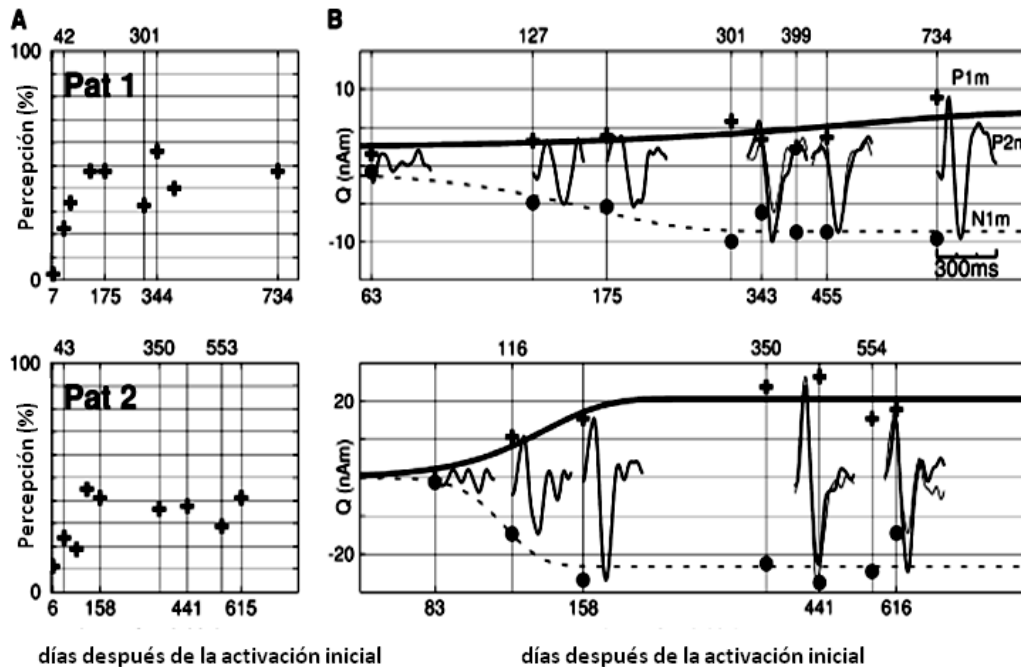 A
B
42 301
127 301 399 734
100
Pat 1
Percepción (%)
0
7 175 344 734
10
Q (nAm)
-10
P1m
P2m
N1m
300ms
63 175 343 455
43 350 553
116 350 554
100
Pat 2
Percepción (%)
0
6 158 441 615
20
Q (nAm)
-20
83 158 441 616
días después de la activación inicial
días después de la activación inicial